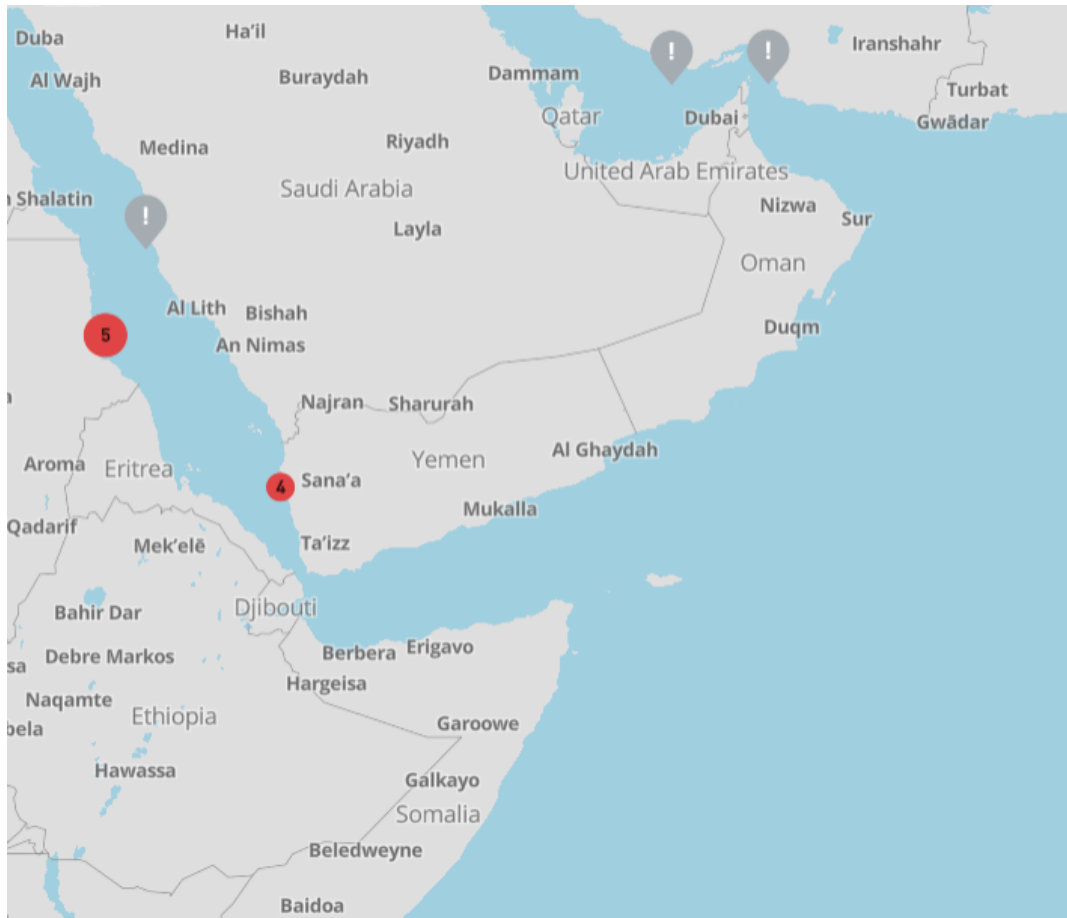 Duba
Ha'il
!
!
Iranshahr
Al Wajh
Buraydah
Dammam
Turbat
Qatar
Dubai
Gwādar
Medina
Riyadh
United Arab Emirates
Saudi Arabia
Shalatin
Nizwa
!
Sur
Layla
Oman
Al Lith
Bishah
Duqm
5
An Nimas
Najran
Sharurah
Al Ghaydah
Yemen
Aroma
Eritrea
Sana'a
4
Mukalla
Qadarif
Mek'elē
Ta'izz
Djibouti
Bahir Dar
Erigavo
Berbera
Debre Markos
sa
Hargeisa
Naqamte
Ethiopia
Garoowe
bela
Hawassa
Galkayo
Somalia
Beledweyne
Baidoa